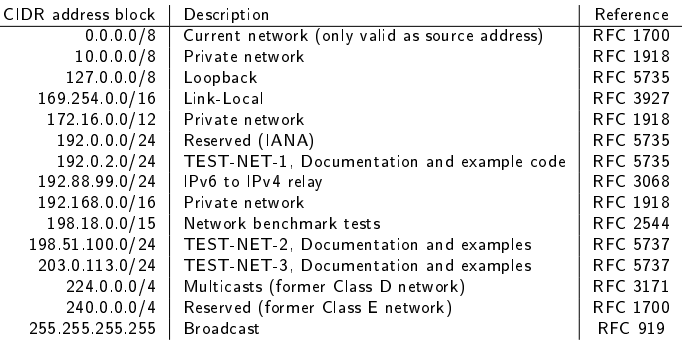 CIDR address block Description Reference
0.0.0.0/8 Current network (only valid as source address) RFC 1700
10.0.0.0/8 Private network RFC 1918
127.0.0.0/8 Loopback RFC 5735
169.254.0.0/16 Link-Local RFC 3927
172.16.0.0/12 Private network RFC 1918
192.0.0.0/24 Reserved (IANA) RFC 5735
192.0.2.0/24 TEST-NET-1, Documentation and example code RFC 5735
192.88.99.0/24 IPv6 to IPv4 relay RFC 3068
192.168.0.0/16 Private network RFC 1918
198.18.0.0/15 Network benchmark tests RFC 2544
198.51.100.0/24 TEST-NET-2, Documentation and examples RFC 5737
203.0.113.0/24 TEST-NET-3, Documentation and examples RFC 5737
224.0.0.0/4 Multicasts (former Class D network) RFC 3171
240.0.0.0/4 Reserved (former Class E network) RFC 1700
255.255.255.255 Broadcast RFC 919